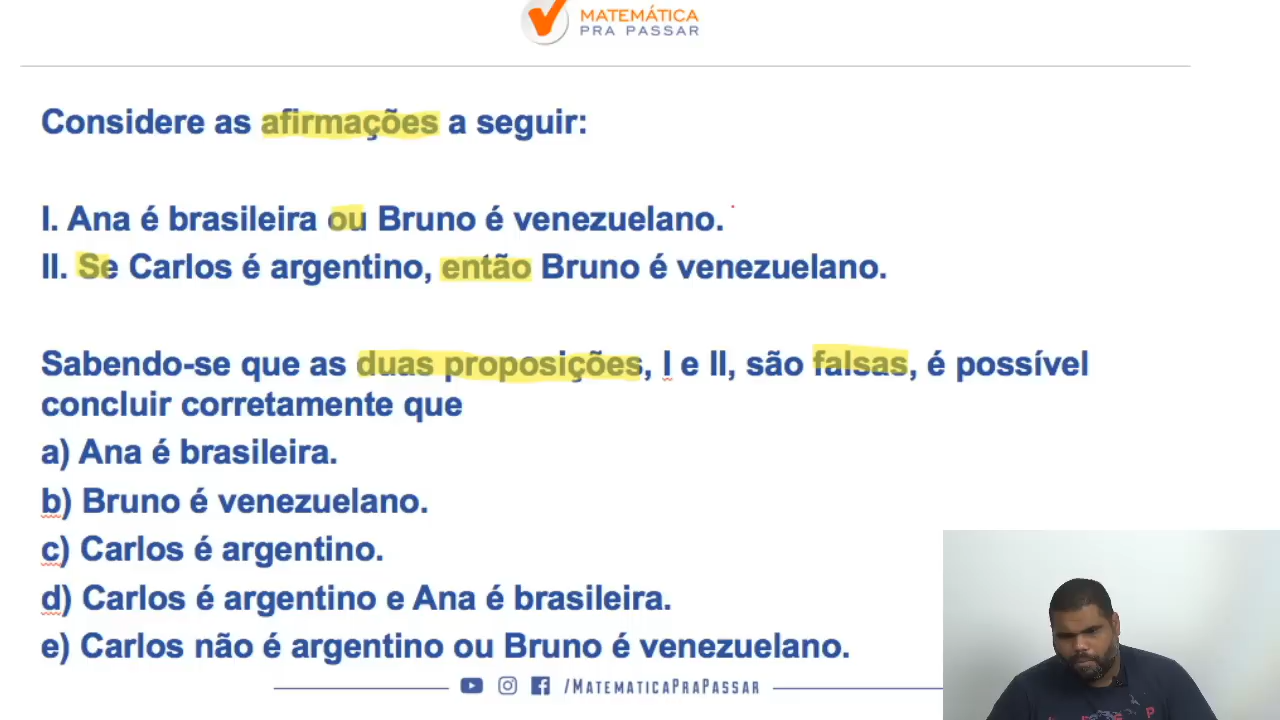 MATEMÁTICA
PRA PASSAR
Considere as afirmações a seguir:
I. Ana é brasileira ou Bruno é venezuelano.
II. Se Carlos é argentino, então Bruno é venezuelano.
Sabendo-se que as duas proposições, I e II, são falsas, é possível
concluir corretamente que
a) Ana é brasileira.
b) Bruno é venezuelano.
c) Carlos é argentino.
d) Carlos é argentino e Ana é brasileira.
e) Carlos não é argentino ou Bruno é venezuelano.
/MATEMATICAPRAPASSAR